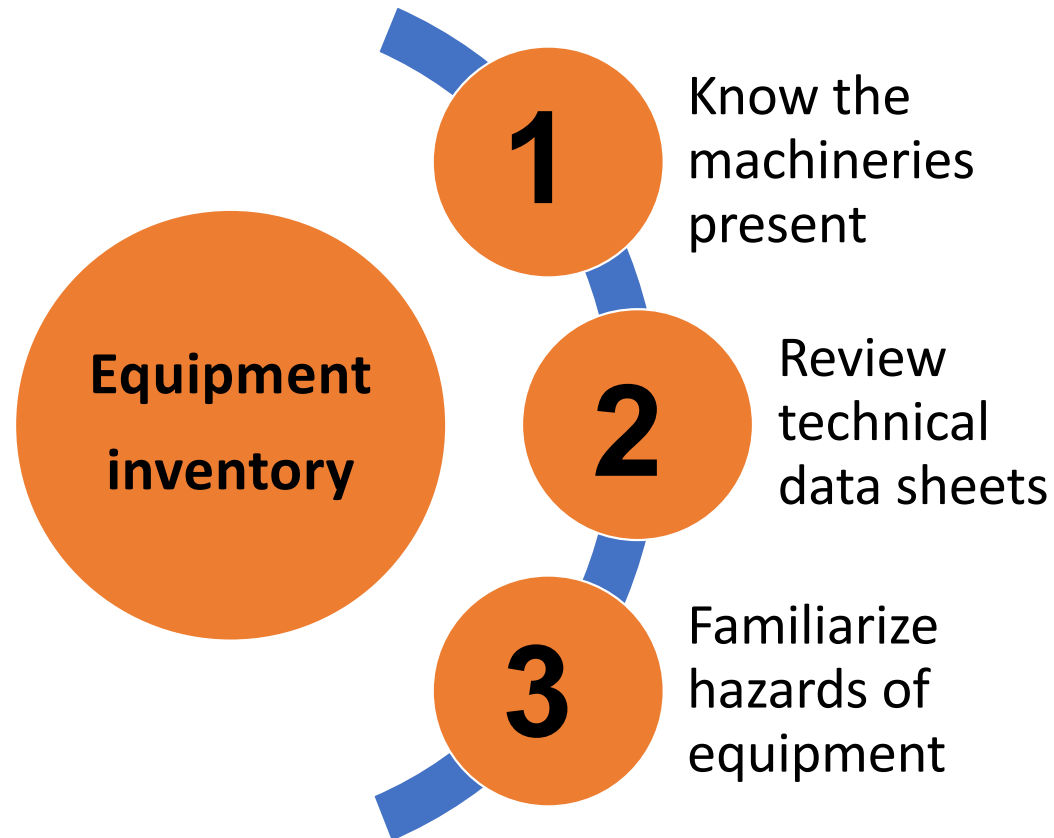 Equipment
inventory
1
Know the
machineries
present
2
Review
technical
data sheets
3
Familiarize
hazards of
equipment